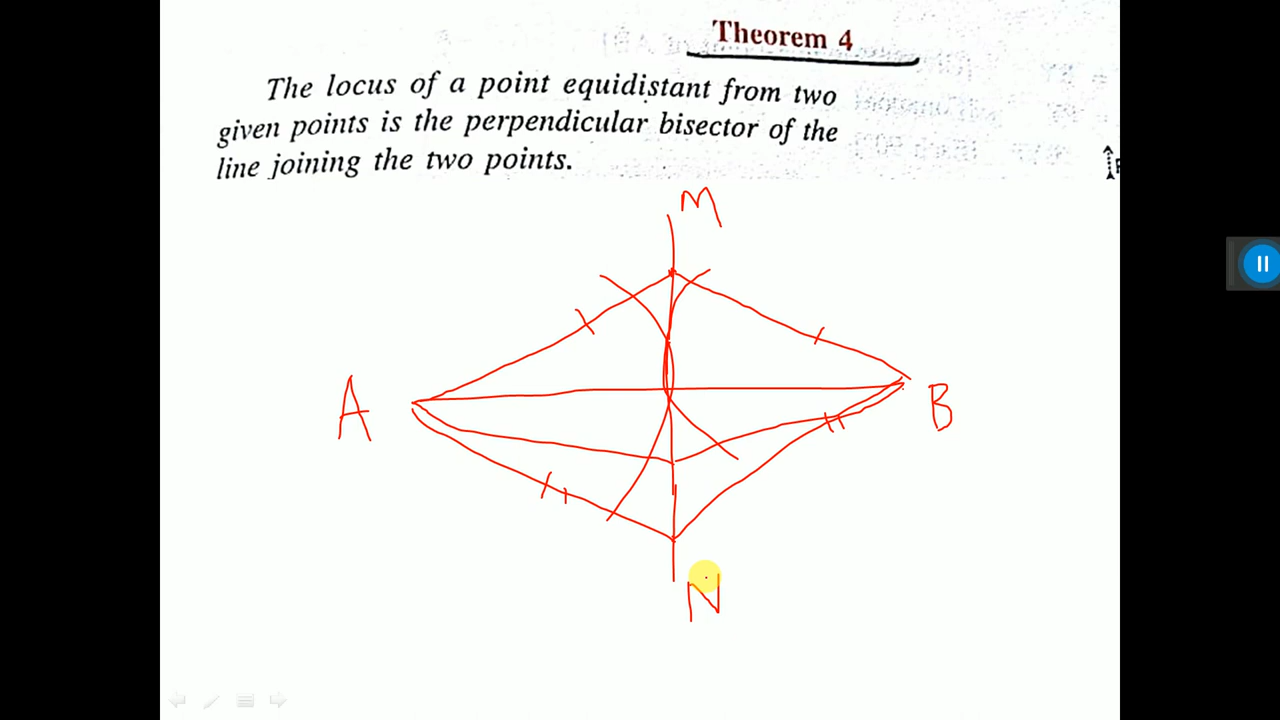 Theorem 4
The locus of a point equidistant from two
given points is the perpendicular bisector of the
line joining the two points.
M
A
B
N